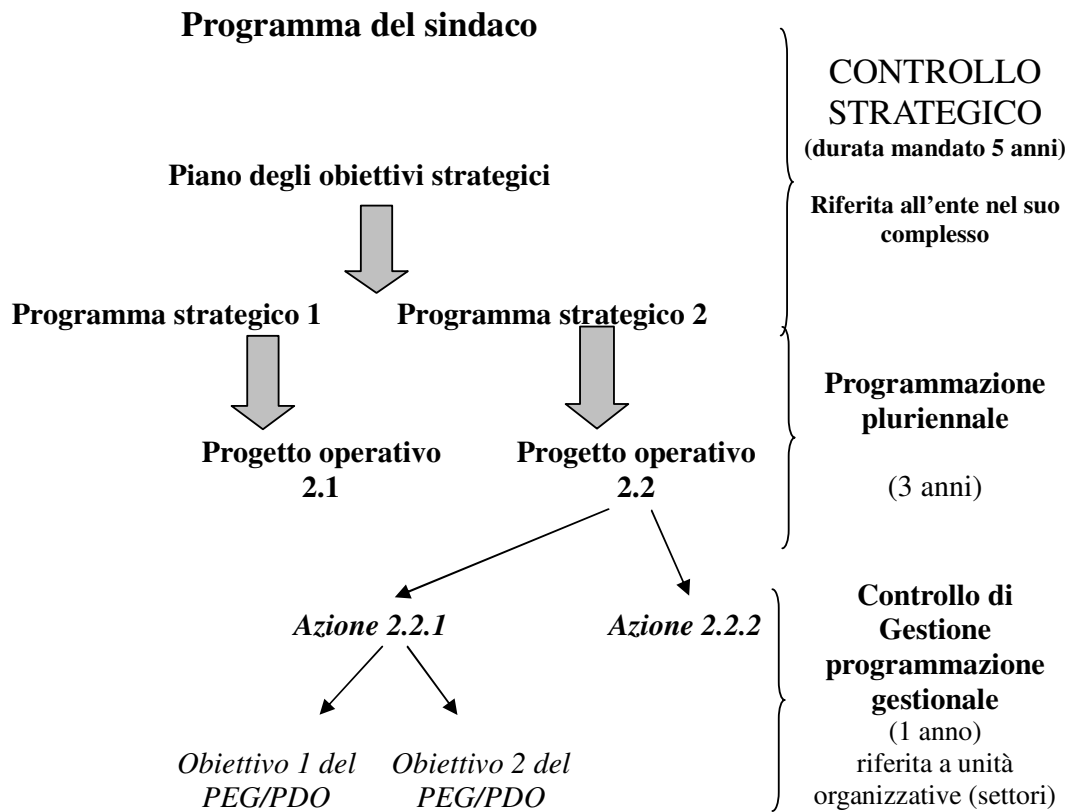 Programma del sindaco
CONTROLLO
STRATEGICO
(durata mandato 5 anni)
Riferita all'ente nel suo
complesso
Piano degli obiettivi strategici
Programma strategico 1
Programma strategico 2
Programmazione
pluriennale
(3 anni)
Progetto operativo
2.1
Progetto operativo
2.2
Azione 2.2.1
Azione 2.2.2
Controllo di
Gestione
programmazione
gestionale
(1 anno)
riferita a unità
organizzative (settori)
Obiettivo 1 del
PEG/PDO
Obiettivo 2 del
PEG/PDO